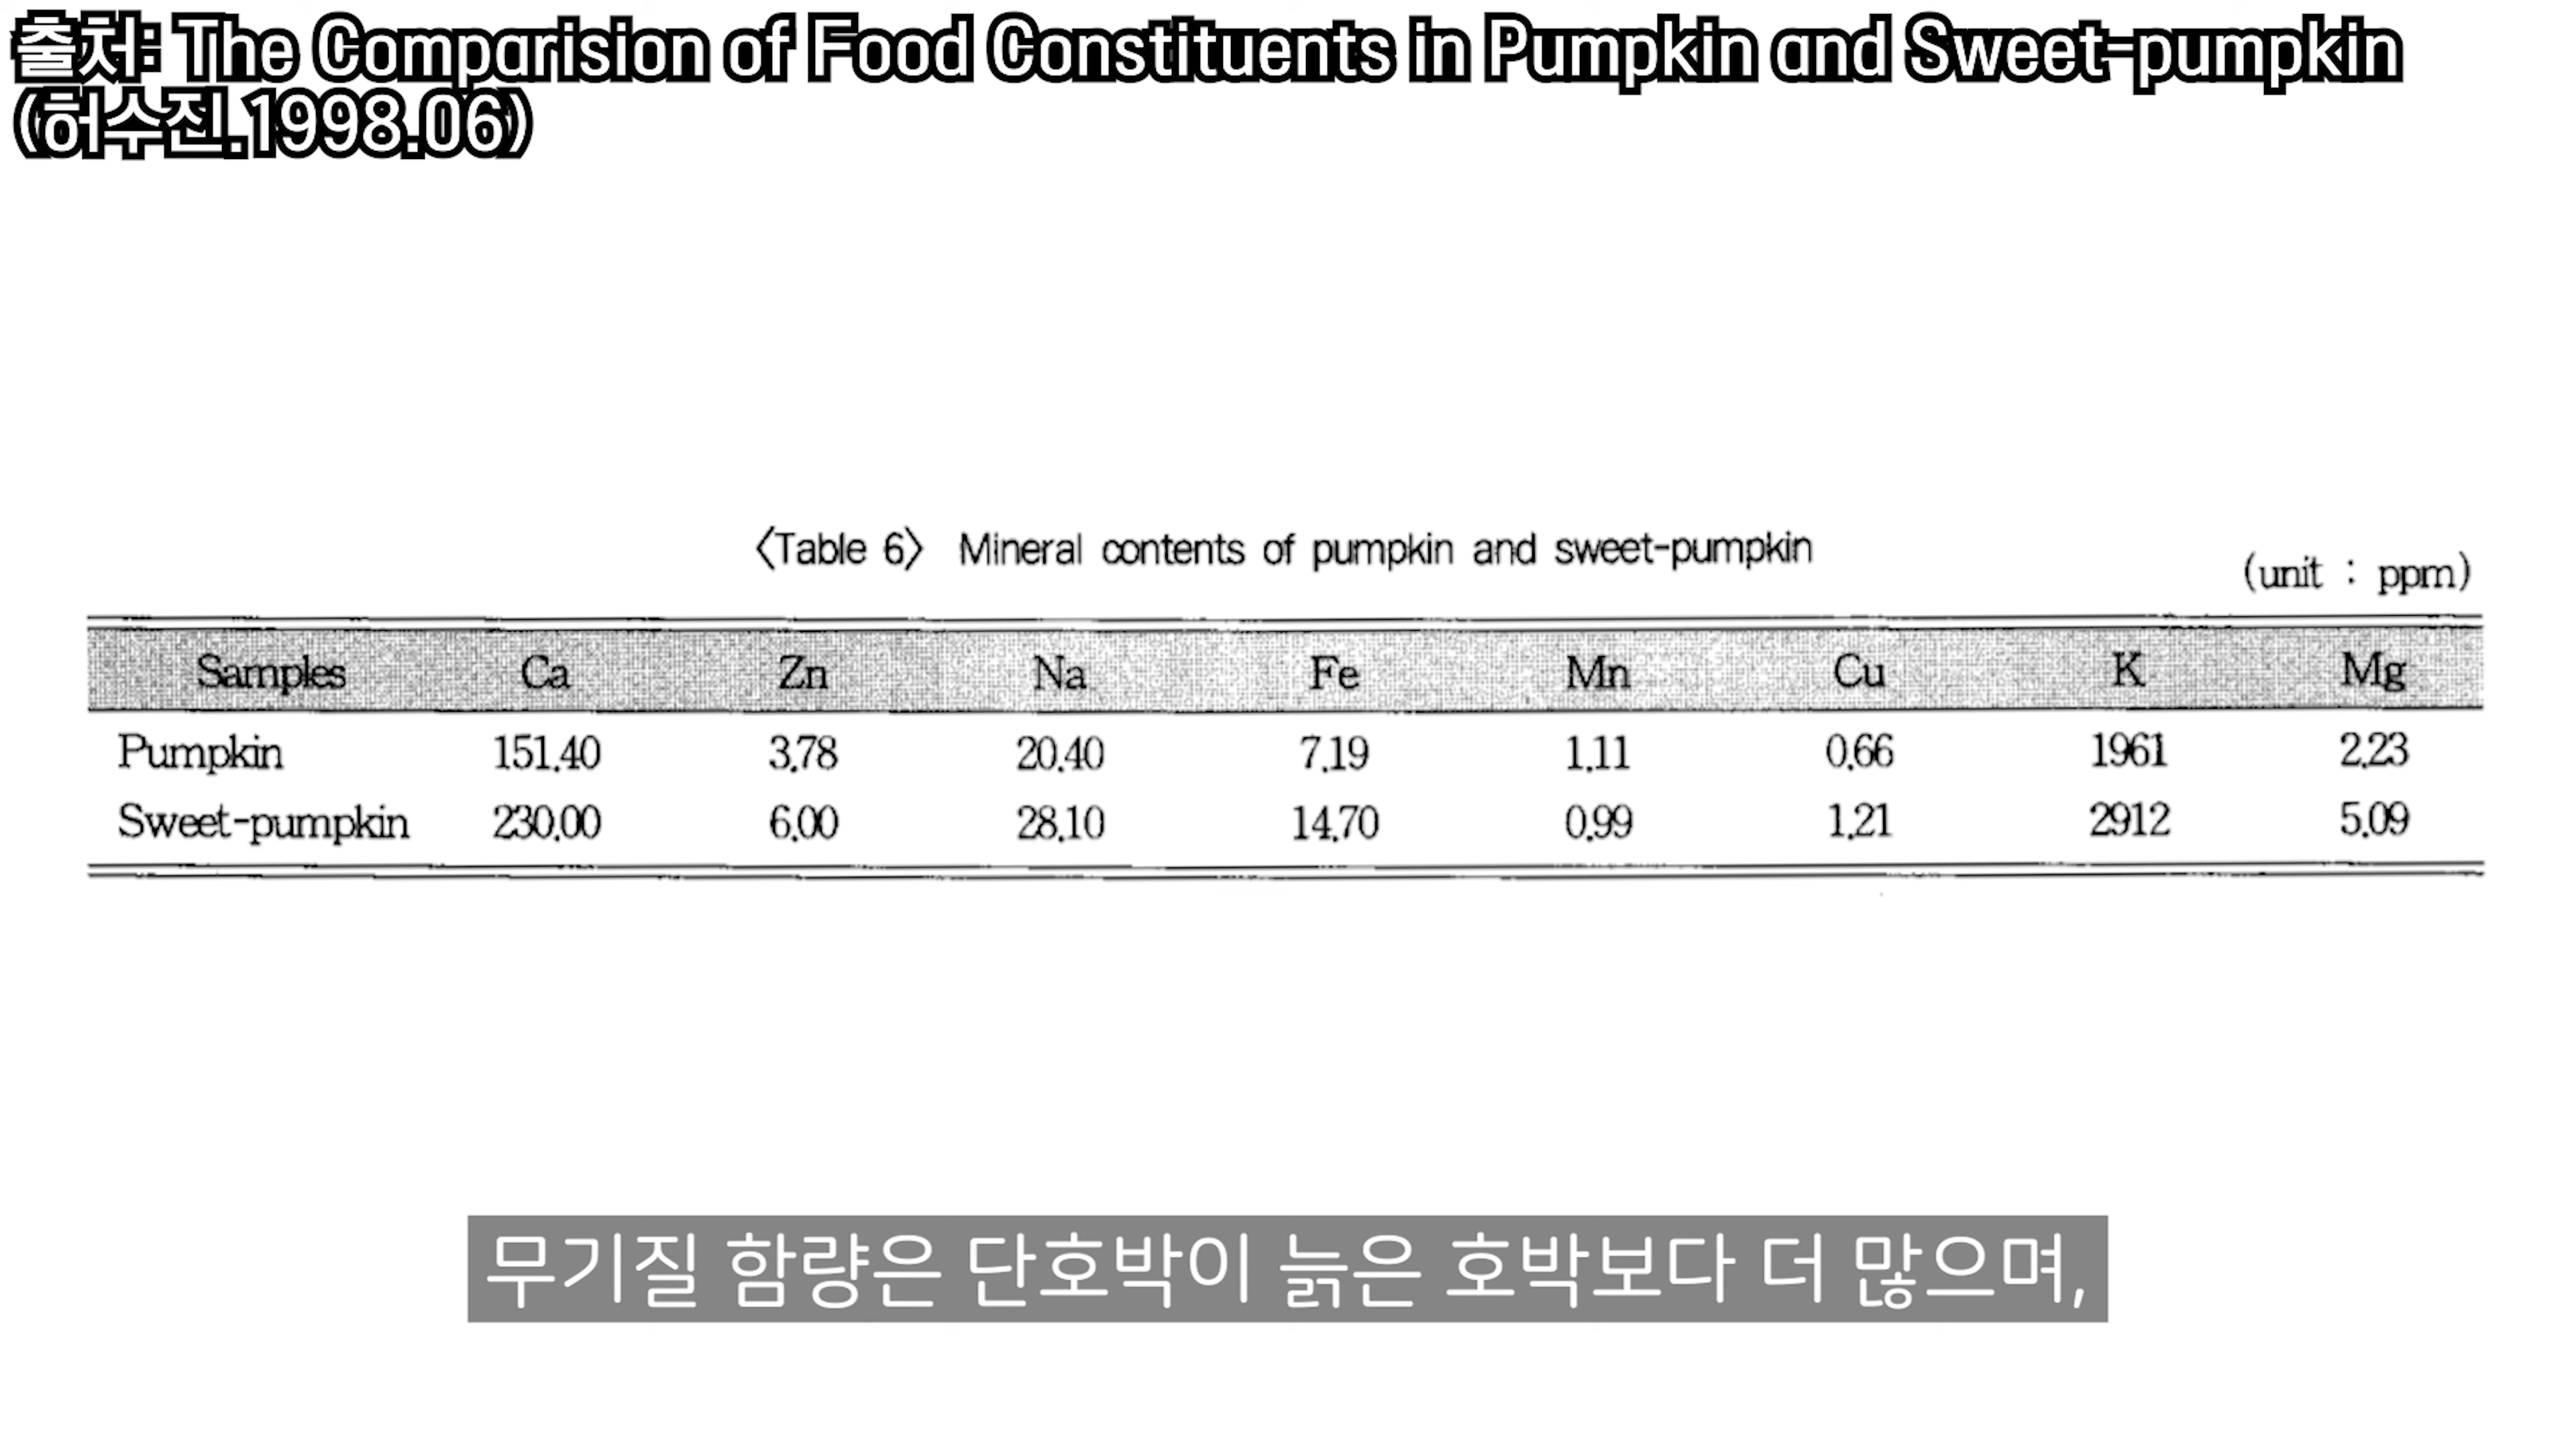 출처: The Comparision of Food Constituents in Pumpkin and Sweet-pumpkin
(허수진.1998.06)
〈Table 6〉 Mineral contents of pumpkin and sweet-pumpkin
(unit : ppm)
Samples Ca Zn Na Fe Mn Cu K Mg
Pumpkin 151.40 3.78 20.40 7.19 1.11 0.66 1961 2.23
Sweet-pumpkin 230.00 6.00 28.10 14.70 0.99 1.21 2912 5.09
무기질 함량은 단호박이 늙은 호박보다 더 많으며,